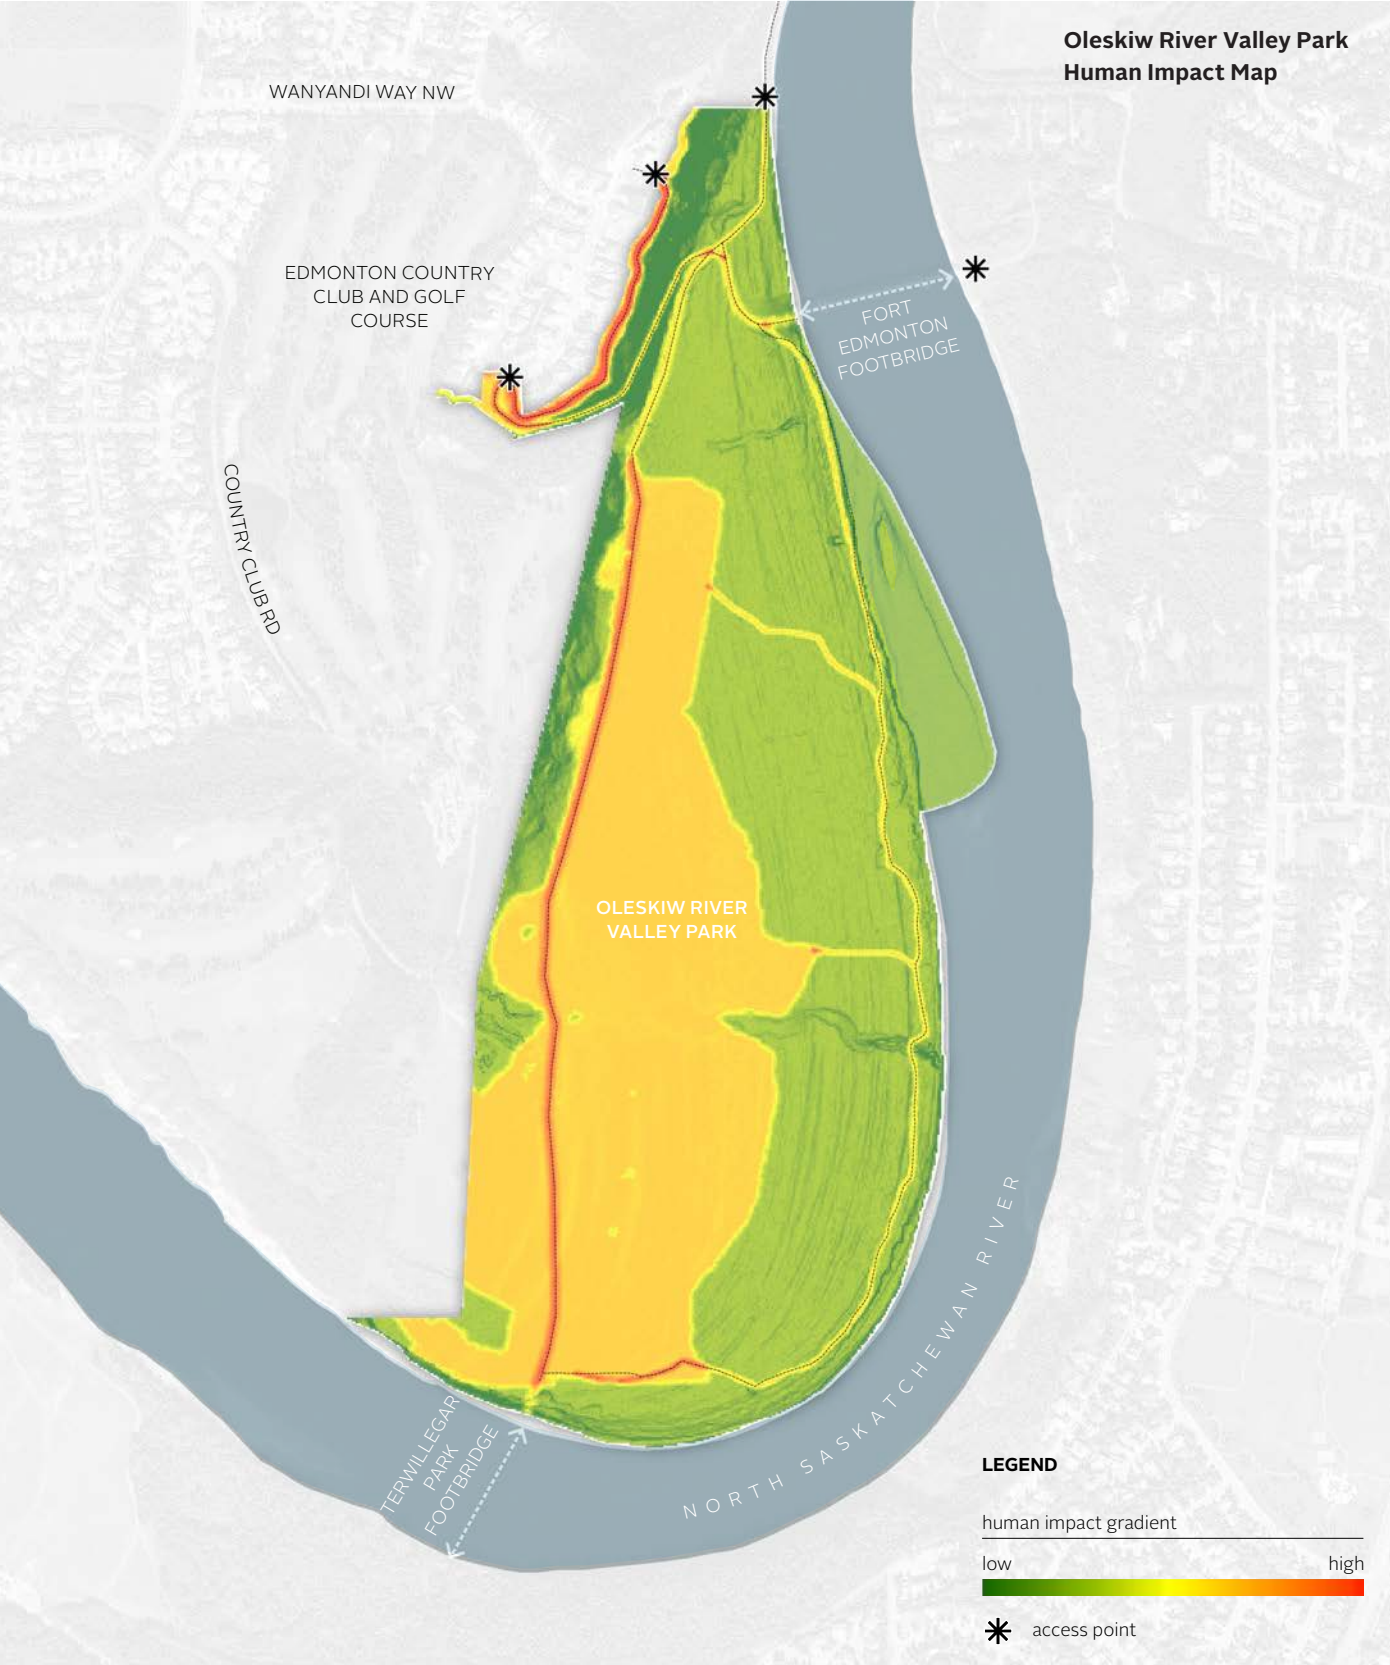 Oleskiw River Valley Park
Human Impact Map
WANYANDI WAY NW
EDMONTON COUNTRY
CLUB AND GOLF
COURSE
FORT
EDMONTON
FOOTBRIDGE
COUNTRY CLUB RD
OLESKIW RIVER
VALLEY PARK
NORTH SASKATCHEWAN RIVER
TERWILLEGAR
PARK
FOOTBRIDGE
LEGEND
human impact gradient
low high
access point